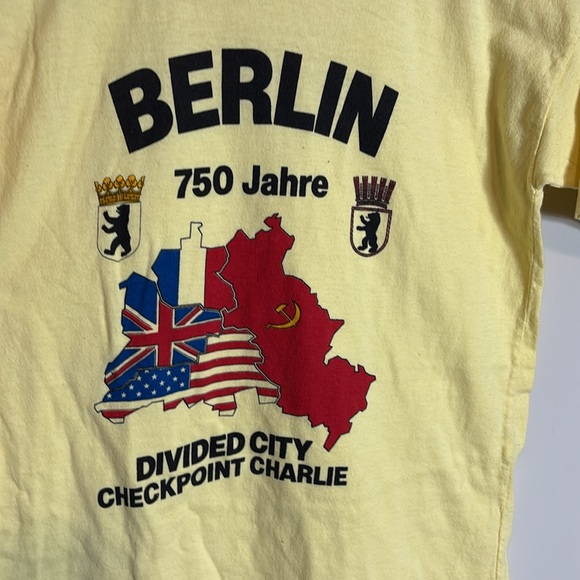 BERLIN
750 Jahre
DIVIDED CITY
CHECKPOINT CHARLIE